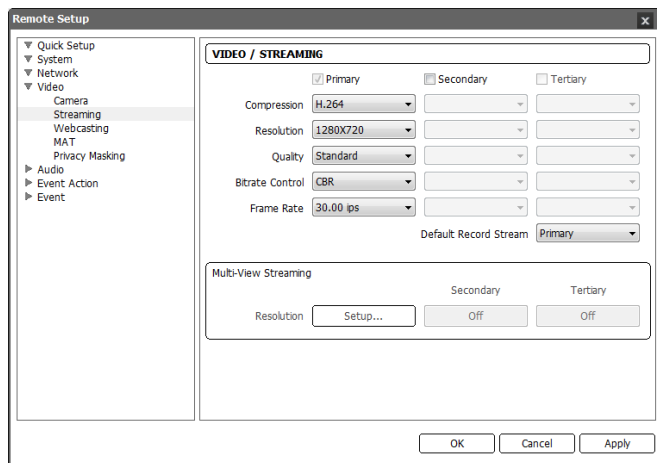 Remote Setup
x
Quick Setup
System
Network
Video
Camera
Streaming
Webcasting
MAT
Privacy Masking
Audio
Event Action
Event
VIDEO / STREAMING
Primary Secondary Tertiary
Compression H.264
Resolution 1280X720
Quality Standard
Bitrate Control CBR
Frame Rate 30.00 ips
Default Record Stream Primary
Multi-View Streaming
Secondary Tertiary
Resolution Setup... Off Off
OK Cancel Apply